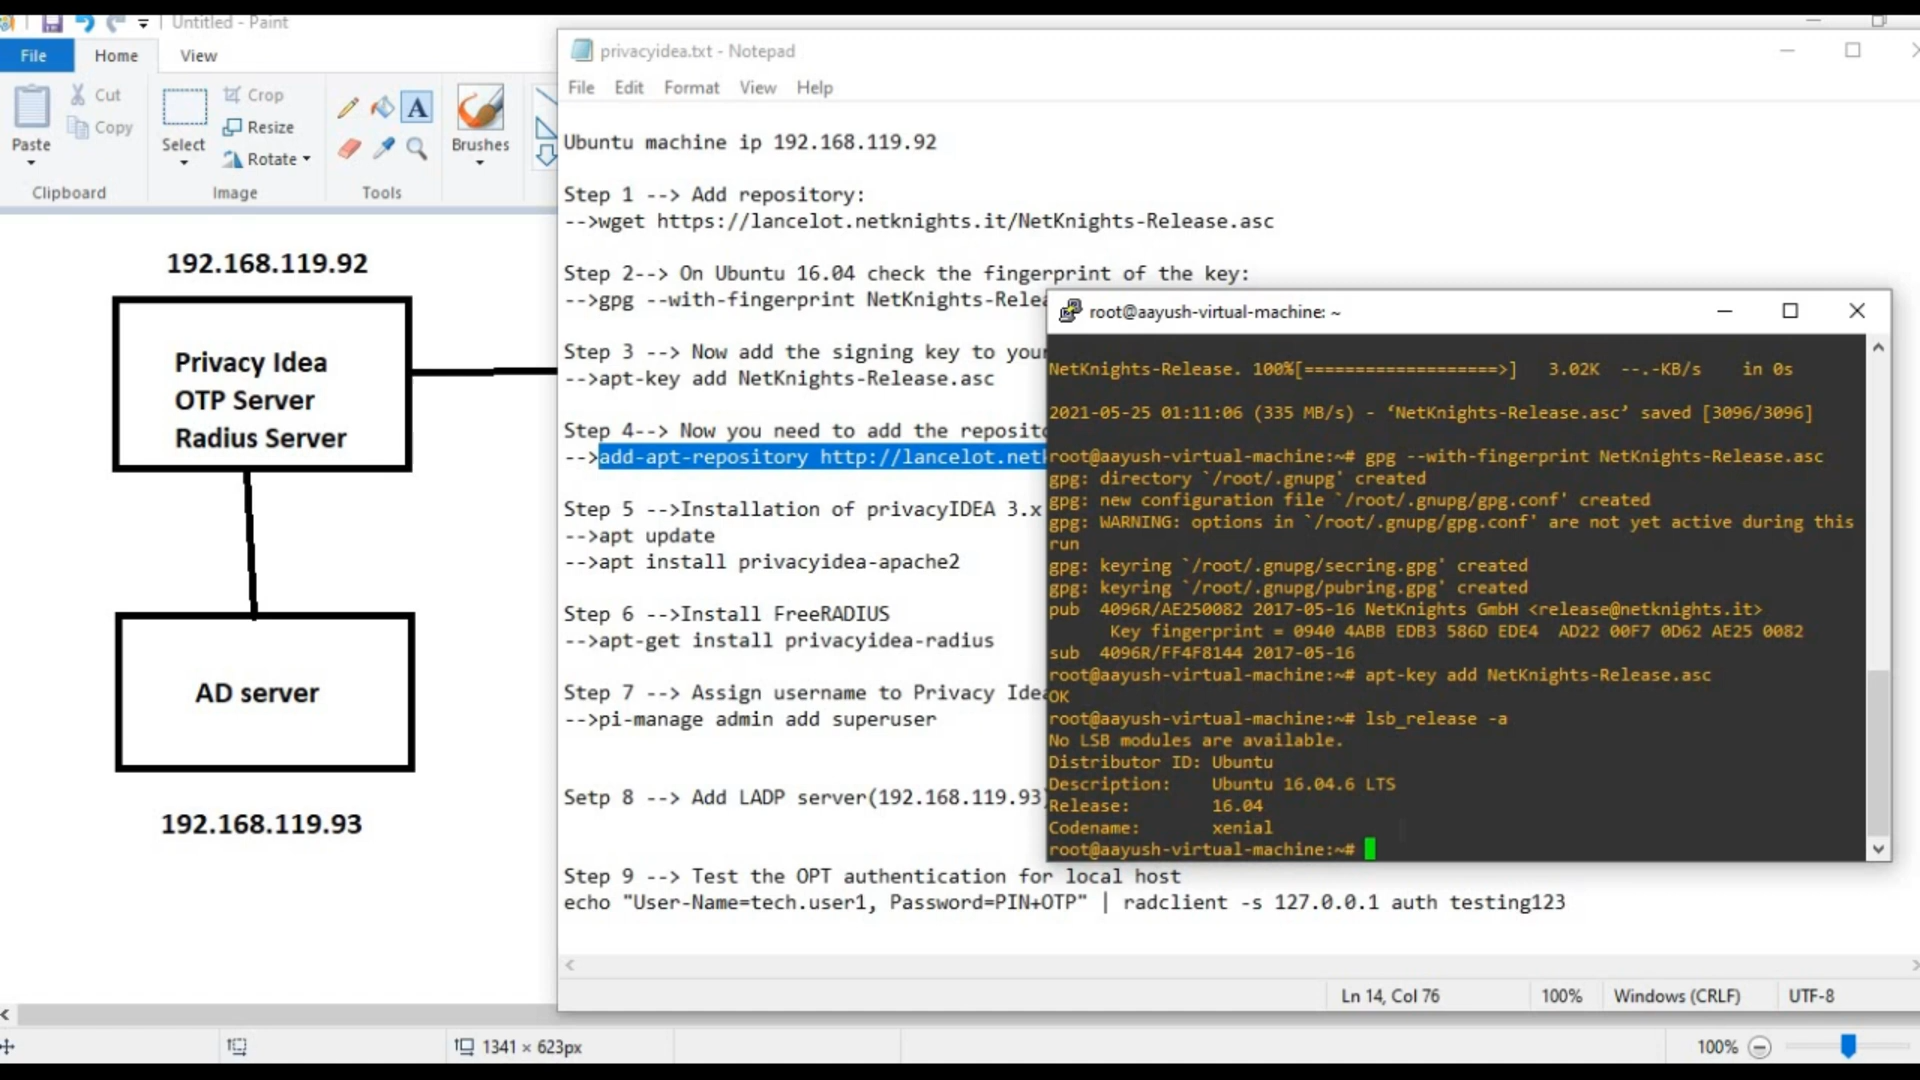 Untitled - Paint
File
Home
View
Paste
Cut
Copy
Clipboard
Select
Crop
Resize
Rotate
Image
A
Tools
Brushes
192.168.119.92
Privacy Idea
OTP Server
Radius Server
AD server
192.168.119.93
1341 × 623px
100%
privacyidea.txt - Notepad
File Edit Format View Help
Ubuntu machine ip 192.168.119.92
Step 1 --> Add repository:
-->wget https://lancelot.netknights.it/NetKnights-Release.asc
Step 2--> On Ubuntu 16.04 check the fingerprint of the key:
-->gpg --with-fingerprint NetKnights-Relea
Step 3 --> Now add the signing key to your
-->apt-key add NetKnights-Release.asc
Step 4--> Now you need to add the reposito
-->add-apt-repository http://lancelot.netk
Step 5 -->Installation of privacyIDEA 3.x
-->apt update
-->apt install privacyidea-apache2
Step 6 -->Install FreeRADIUS
-->apt-get install privacyidea-radius
Step 7 --> Assign username to Privacy Idea
-->pi-manage admin add superuser
Setp 8 --> Add LADP server(192.168.119.93)
Step 9 --> Test the OPT authentication for local host
echo "User-Name=tech.user1, Password=PIN+OTP" | radclient -s 127.0.0.1 auth testing123
Ln 14, Col 76
100%
Windows (CRLF)
UTF-8
root@aayush-virtual-machine: ~
NetKnights-Release. 100%[===================>] 3.02K --.-KB/s in 0s
2021-05-25 01:11:06 (335 MB/s) - ‘NetKnights-Release.asc’ saved [3096/3096]
root@aayush-virtual-machine:~# gpg --with-fingerprint NetKnights-Release.asc
gpg: directory `/root/.gnupg' created
gpg: new configuration file `/root/.gnupg/gpg.conf' created
gpg: WARNING: options in `/root/.gnupg/gpg.conf' are not yet active during this
run
gpg: keyring `/root/.gnupg/secring.gpg' created
gpg: keyring `/root/.gnupg/pubring.gpg' created
pub 4096R/AE250082 2017-05-16 NetKnights GmbH <release@netknights.it>
Key fingerprint = 0940 4ABB EDB3 586D EDE4 AD22 00F7 0D62 AE25 0082
sub 4096R/FF4F8144 2017-05-16
root@aayush-virtual-machine:~# apt-key add NetKnights-Release.asc
OK
root@aayush-virtual-machine:~# lsb_release -a
No LSB modules are available.
Distributor ID: Ubuntu
Description: Ubuntu 16.04.6 LTS
Release: 16.04
Codename: xenial
root@aayush-virtual-machine:~#